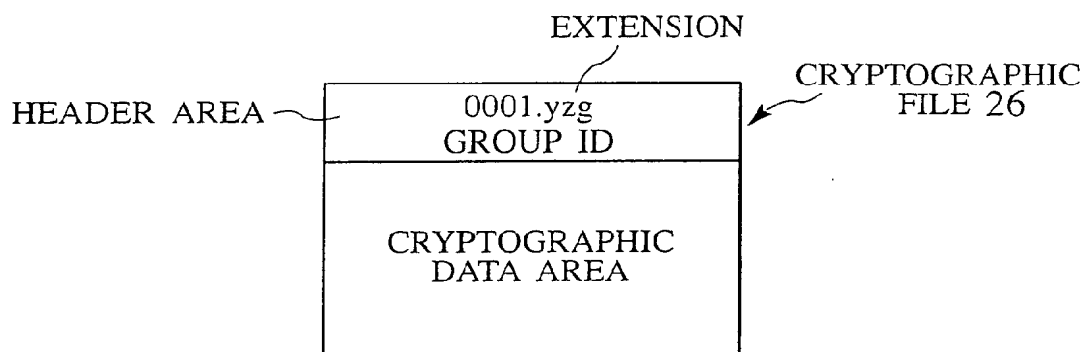 EXTENSION
CRYPTOGRAPHIC
FILE 26
HEADER AREA
0001.yzg
GROUP ID
CRYPTOGRAPHIC
DATA AREA